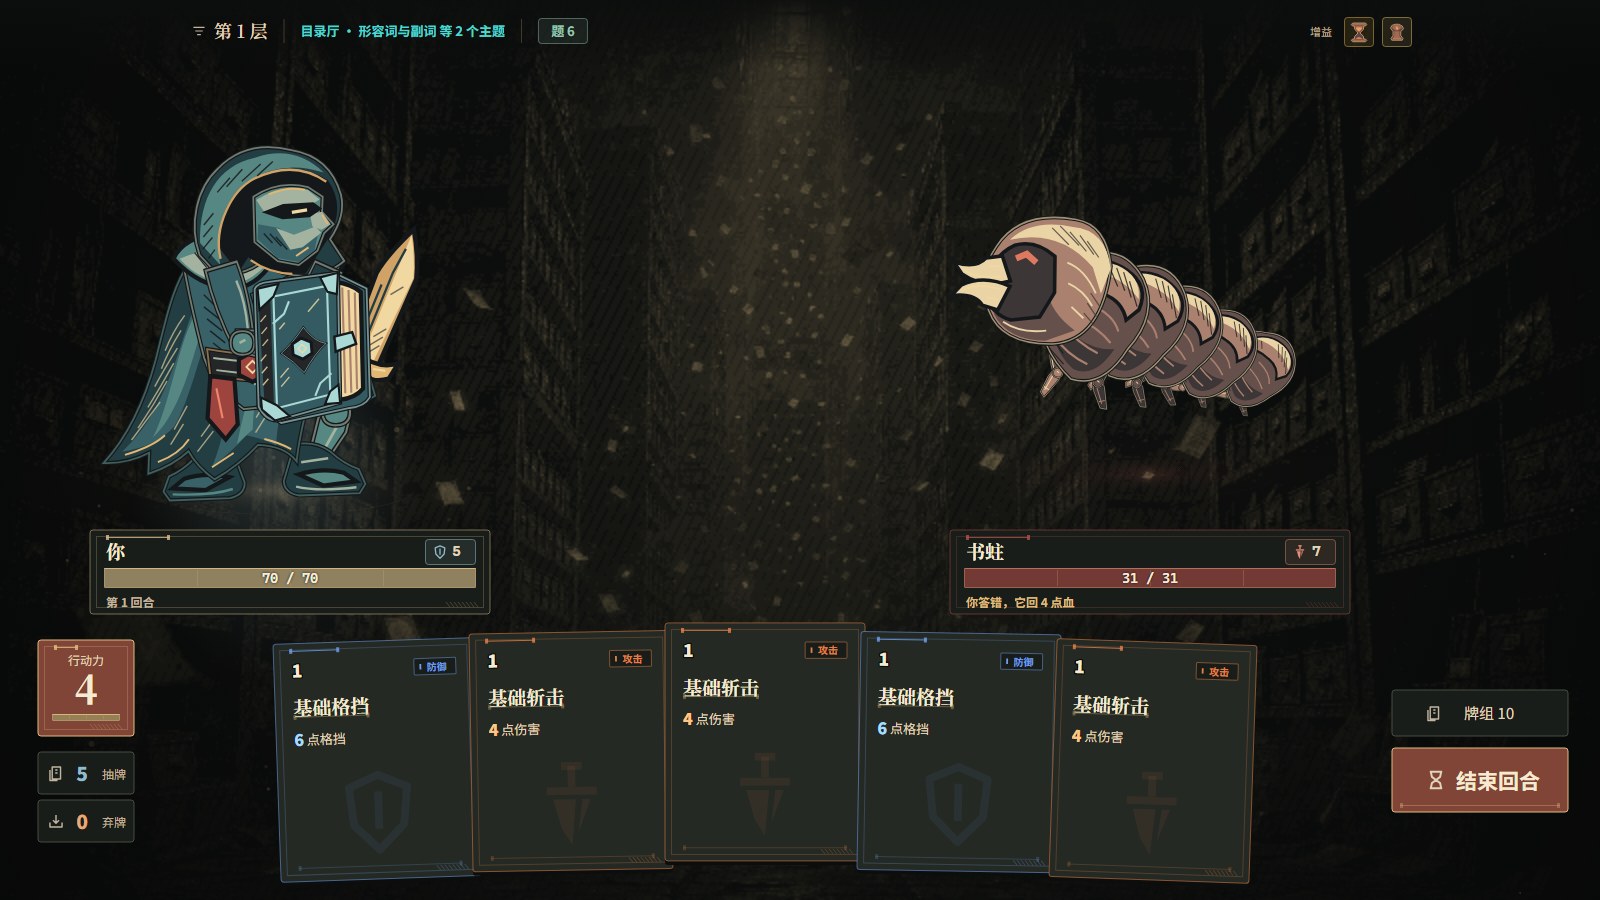 第 1 层
目录厅 · 形容词与副词 等 2 个主题
题 6
增益
你
5
70 / 70
第 1 回合
书蛀
7
31 / 31
你答错，它回 4 点血
行动力
4
5 抽牌
0 弃牌
1
防御
基础格挡
6 点格挡
1
攻击
基础斩击
4 点伤害
1
攻击
基础斩击
4 点伤害
1
防御
基础格挡
6 点格挡
1
攻击
基础斩击
4 点伤害
牌组 10
结束回合